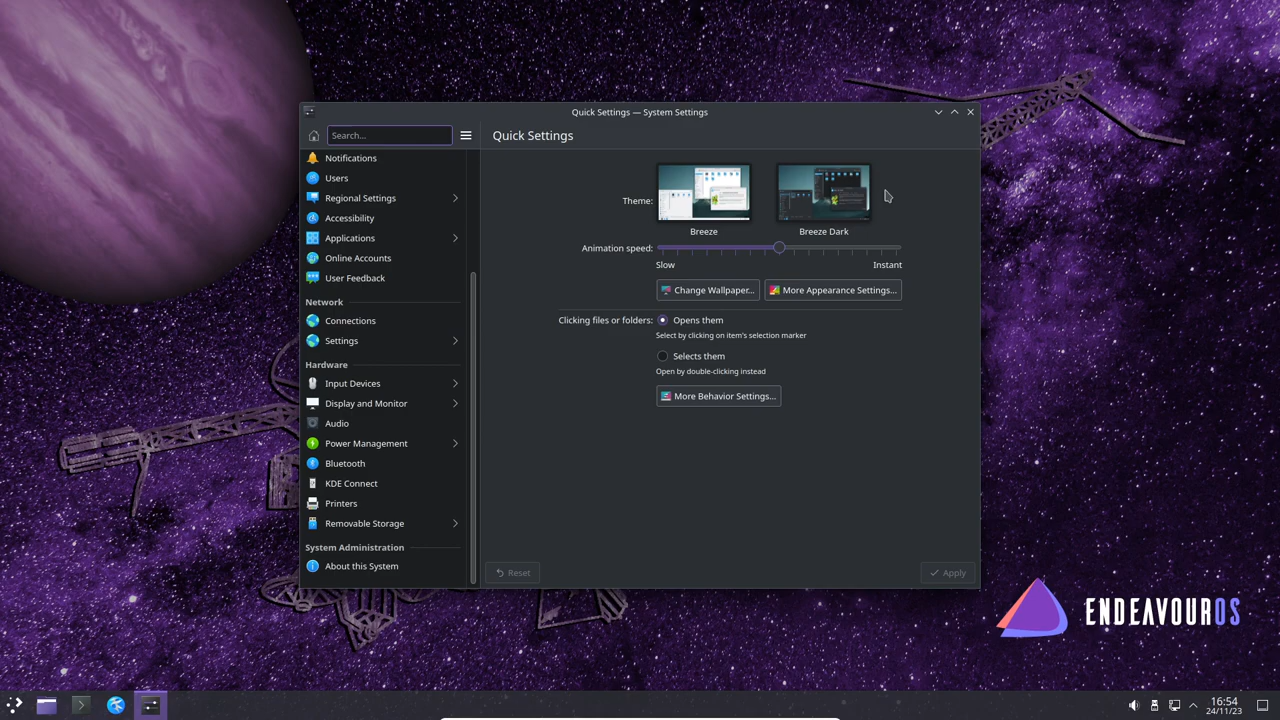 Quick Settings — System Settings
Search...
Quick Settings
Notifications
Users
Regional Settings
Accessibility
Applications
Online Accounts
User Feedback
Network
Connections
Settings
Hardware
Input Devices
Display and Monitor
Audio
Power Management
Bluetooth
KDE Connect
Printers
Removable Storage
System Administration
About this System
Theme:
Breeze
Breeze Dark
Animation speed:
Slow
Instant
Change Wallpaper...
More Appearance Settings...
Clicking files or folders:
Opens them
Select by clicking on item's selection marker
Selects them
Open by double-clicking instead
More Behavior Settings...
Reset
Apply
ENDEAVOUROS
16:54
24/11/23